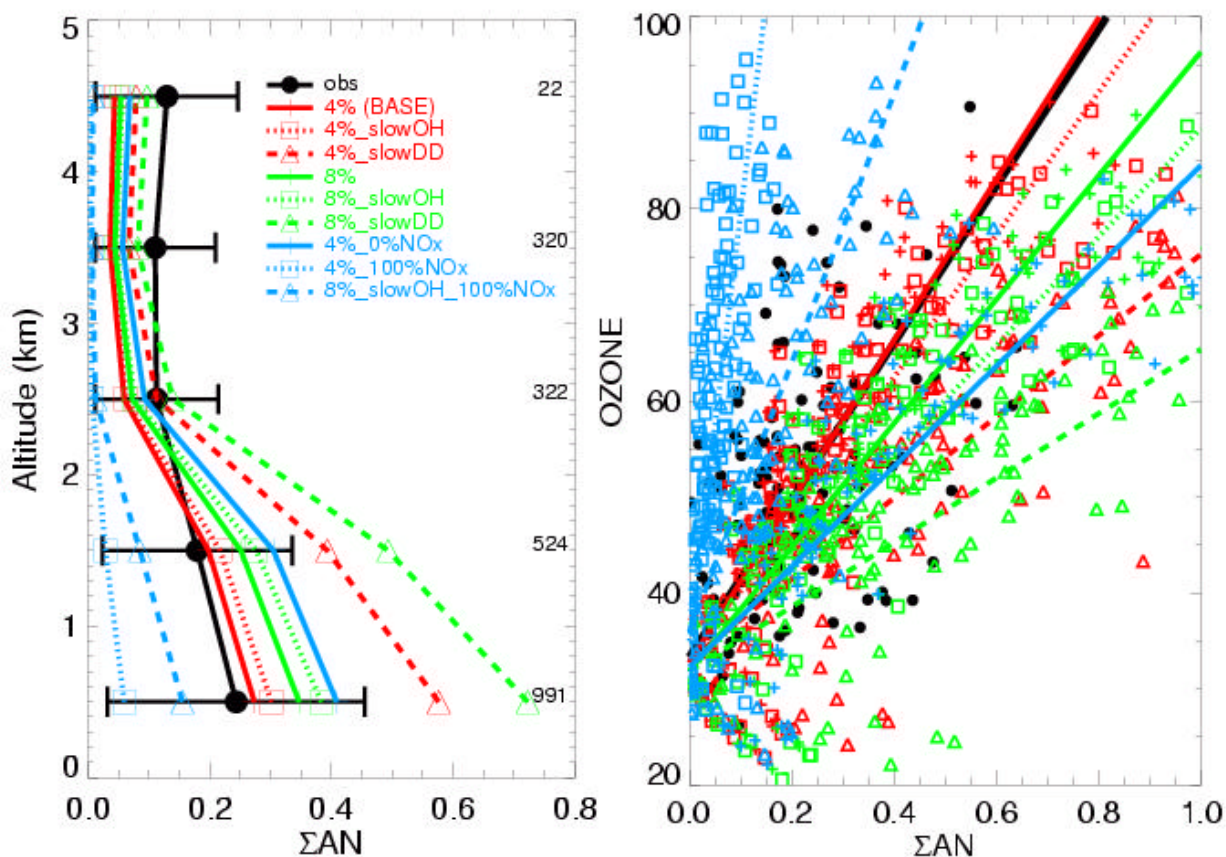 5
4
3
2
1
0
Altitude (km)
0.0 0.2 0.4 0.6 0.8
ΣAN
obs
4% (BASE)
4%_slowOH
4%_slowDD
8%
8%_slowOH
8%_slowDD
4%_0%NOx
4%_100%NOx
8%_slowOH_100%NOx
22
320
322
524
991
100
80
60
40
20
OZONE
0.0 0.2 0.4 0.6 0.8 1.0
ΣAN